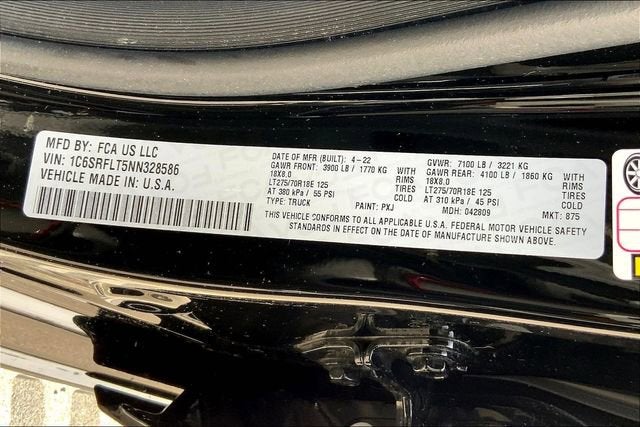 MFD BY: FCA US LLC
VIN: 1C6SRFLT5NN328586
VEHICLE MADE IN: U.S.A.
DATE OF MFR (BUILT): 4-22 GVWR: 7100 LB / 3221 KG
GAWR FRONT: 3900 LB / 1770 KG WITH GAWR REAR: 4100 LB / 1860 KG WITH
18X8.0 RIMS 18X8.0 RIMS
LT275/70R18E 125 TIRES LT275/70R18E 125 TIRES
AT 380 kPa / 55 PSI COLD AT 310 kPa / 45 PSI COLD
TYPE: TRUCK PAINT: PXJ MDH: 042809 MKT: 875
THIS VEHICLE CONFORMS TO ALL APPLICABLE U.S.A. FEDERAL MOTOR VEHICLE SAFETY
STANDARDS IN EFFECT ON THE DATE OF MANUFACTURE SHOWN ABOVE.